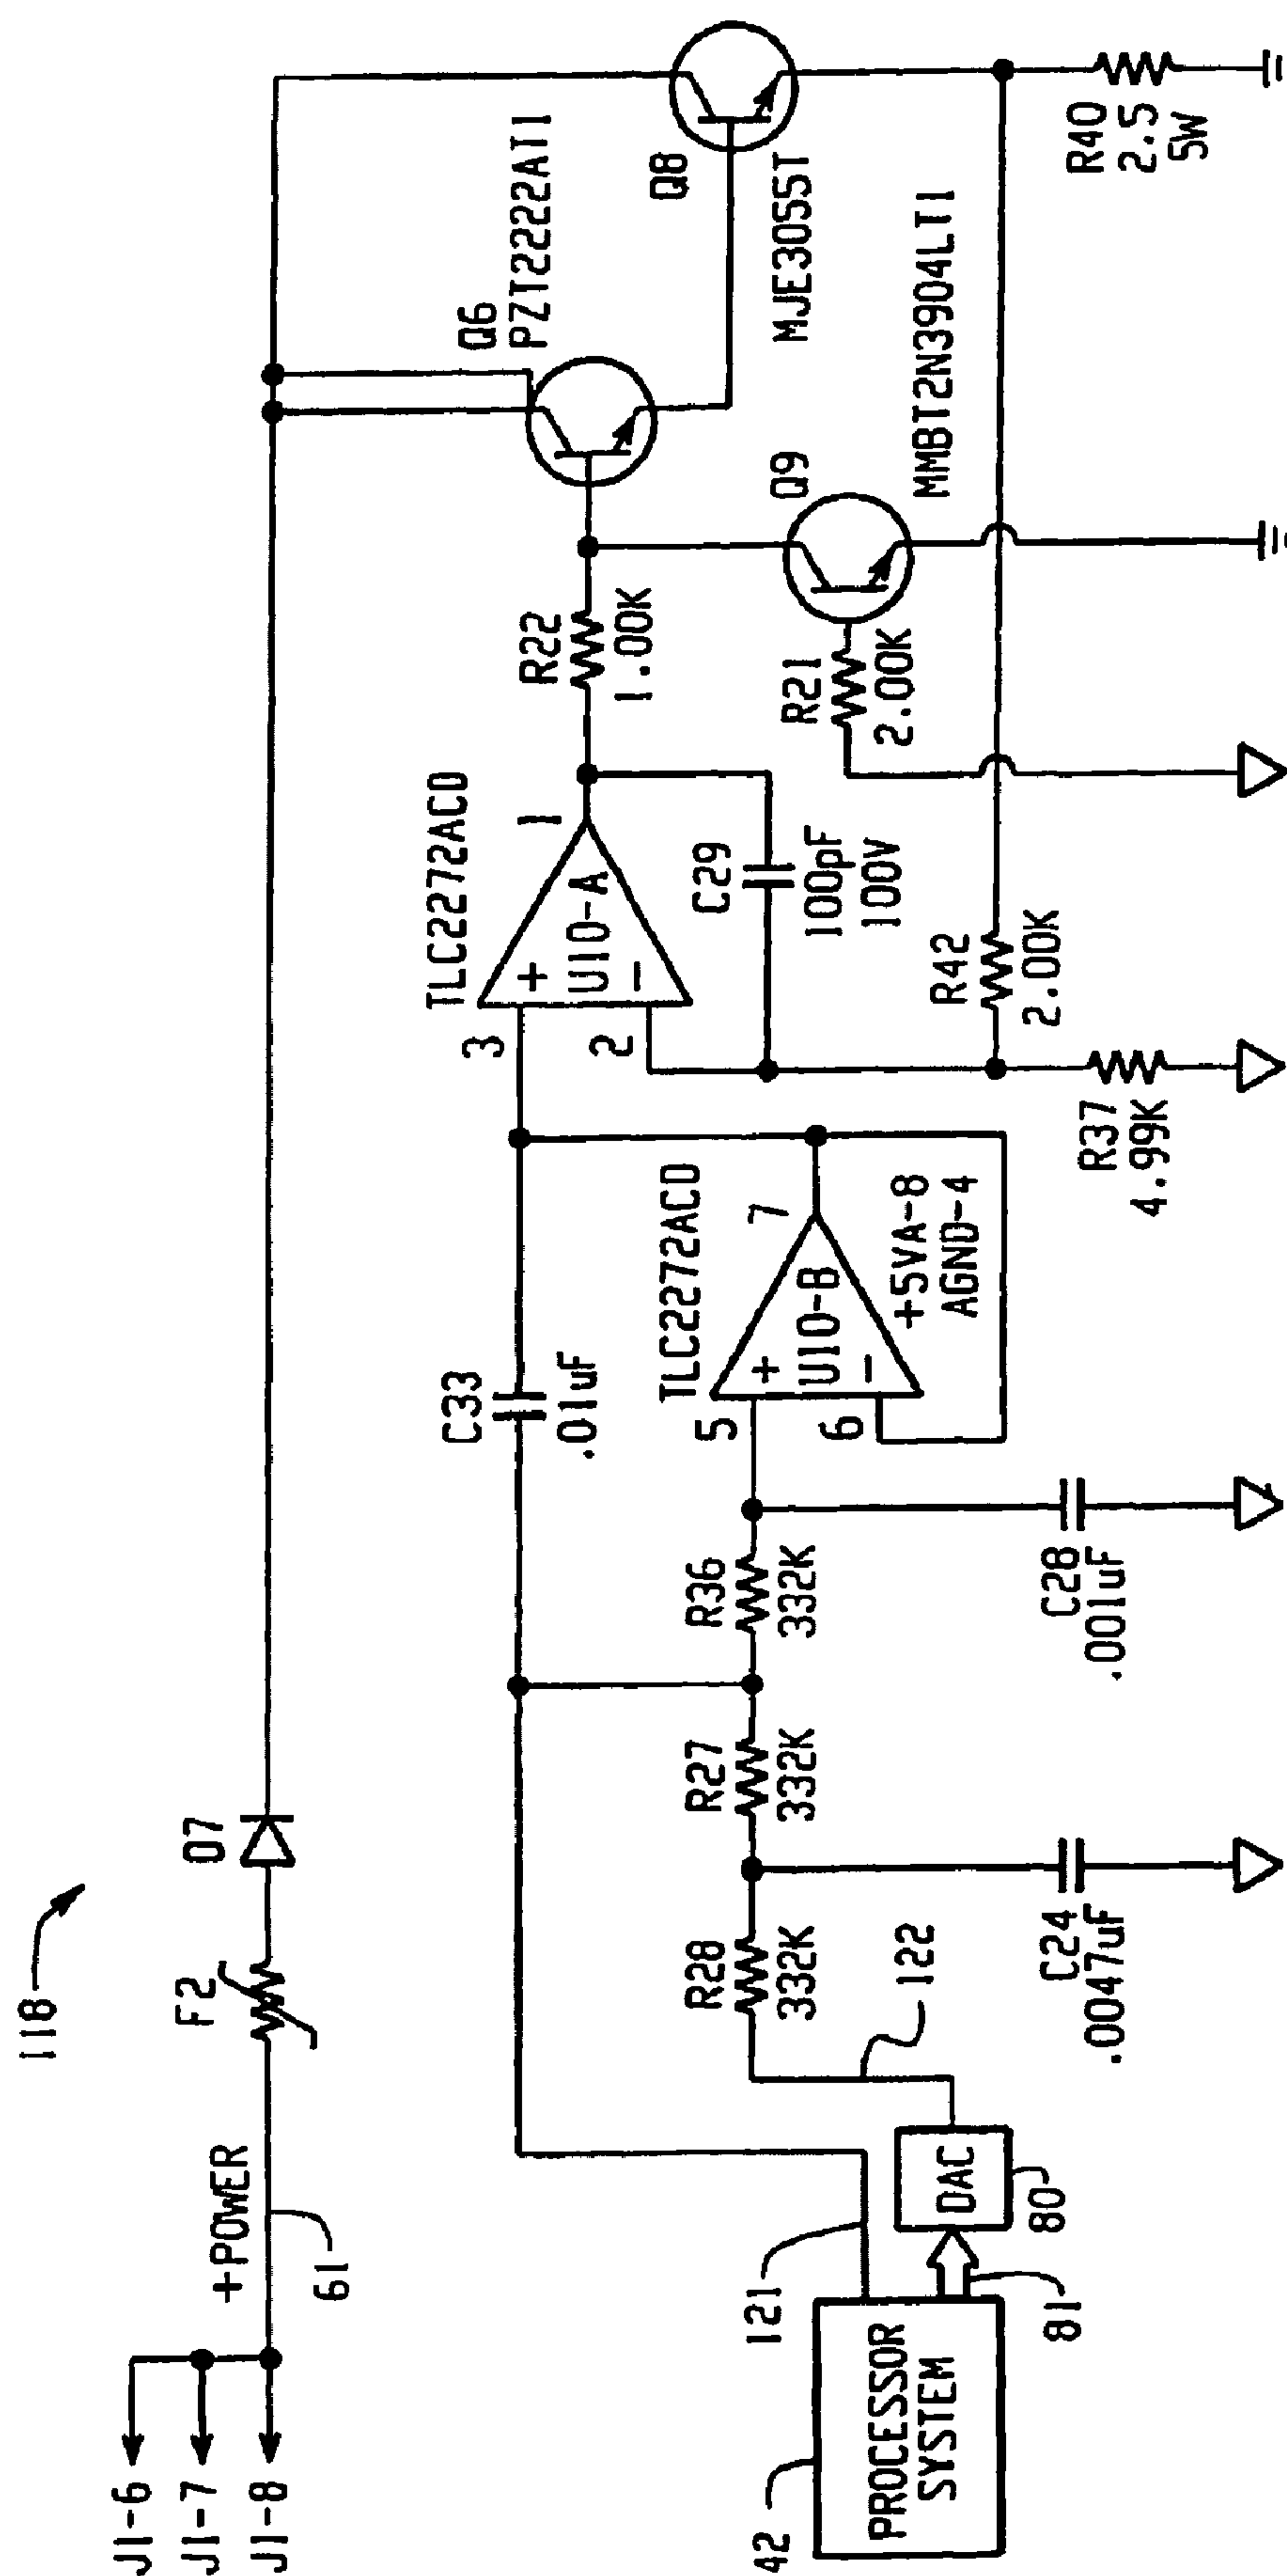 118
J1-6
J1-7
J1-8
+POWER
61
F2
D7
Q6
PZT2222AT1
Q8
MJE3055T
R40
2.5
5W
TLC2272ACD
3
+
U10-A
2
−
1
R22
1.00K
Q9
MMBT2N3904LT1
R21
2.00K
C29
100pF
100V
R42
2.00K
R37
4.99K
C33
.01uF
TLC2272ACD
5
+
U10-B
6
−
7
+5VA-8
AGND-4
R28
332K
R27
332K
R36
332K
122
C24
.0047uF
C28
.001uF
121
DAC
80
81
PROCESSOR
SYSTEM
42